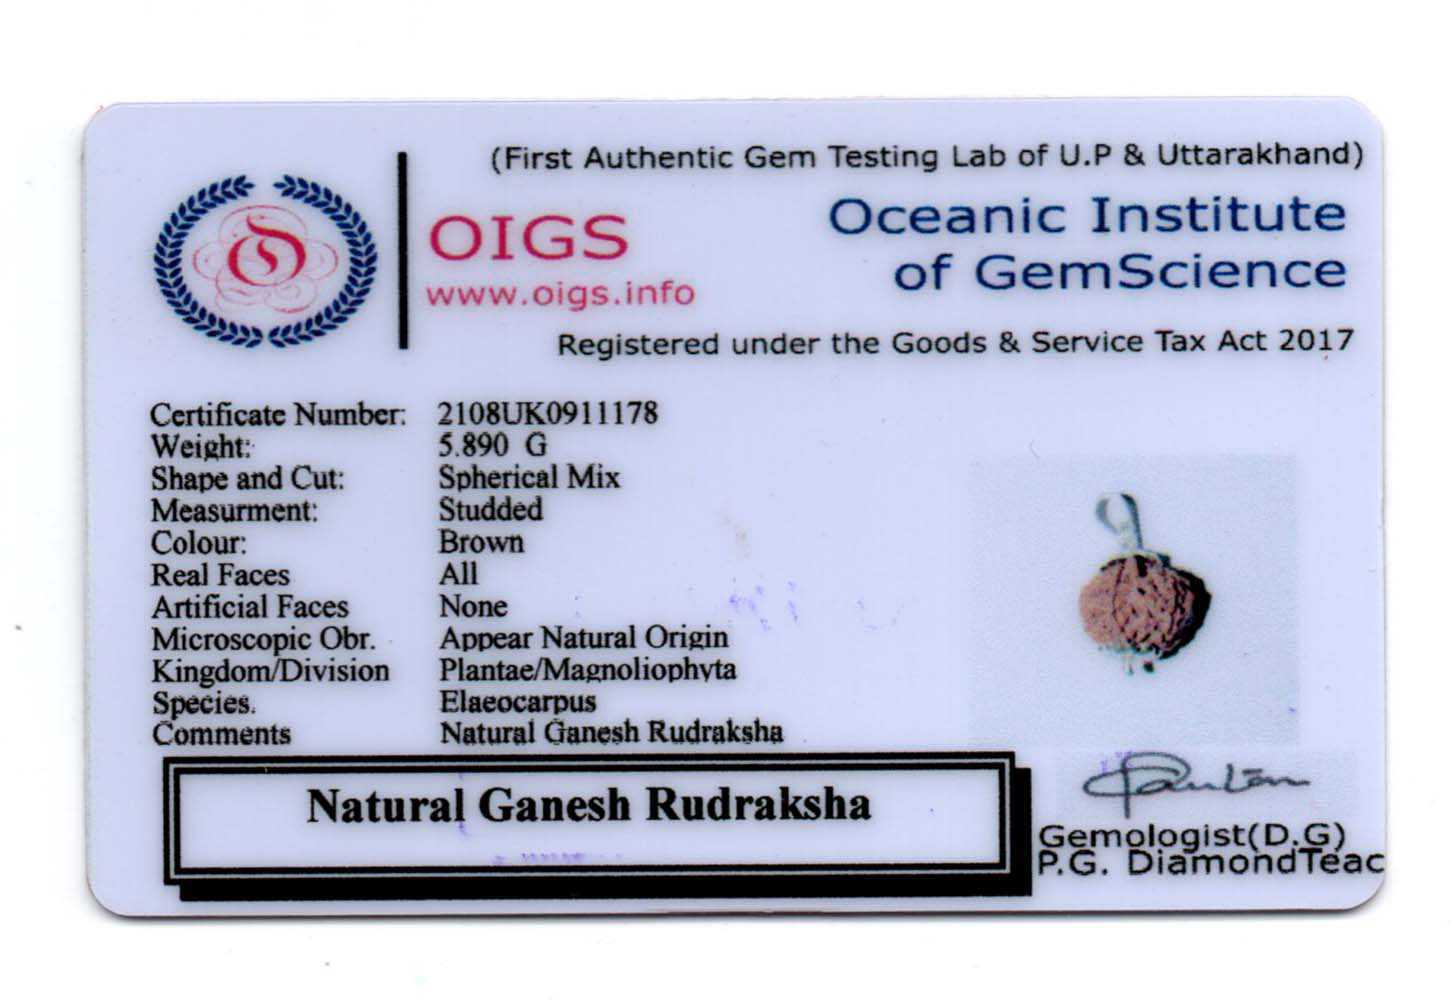 (First Authentic Gem Testing Lab of U.P & Uttarakhand)
OIGS
www.oigs.info
Oceanic Institute
of GemScience
Registered under the Goods & Service Tax Act 2017
Certificate Number: 2108UK0911178
Weight: 5.890 G
Shape and Cut: Spherical Mix
Measurment: Studded
Colour: Brown
Real Faces All
Artificial Faces None
Microscopic Obr. Appear Natural Origin
Kingdom/Division Plantae/Magnoliophyta
Species. Elaeocarpus
Comments Natural Ganesh Rudraksha
Natural Ganesh Rudraksha
Gemologist(D.G)
P.G. DiamondTeac